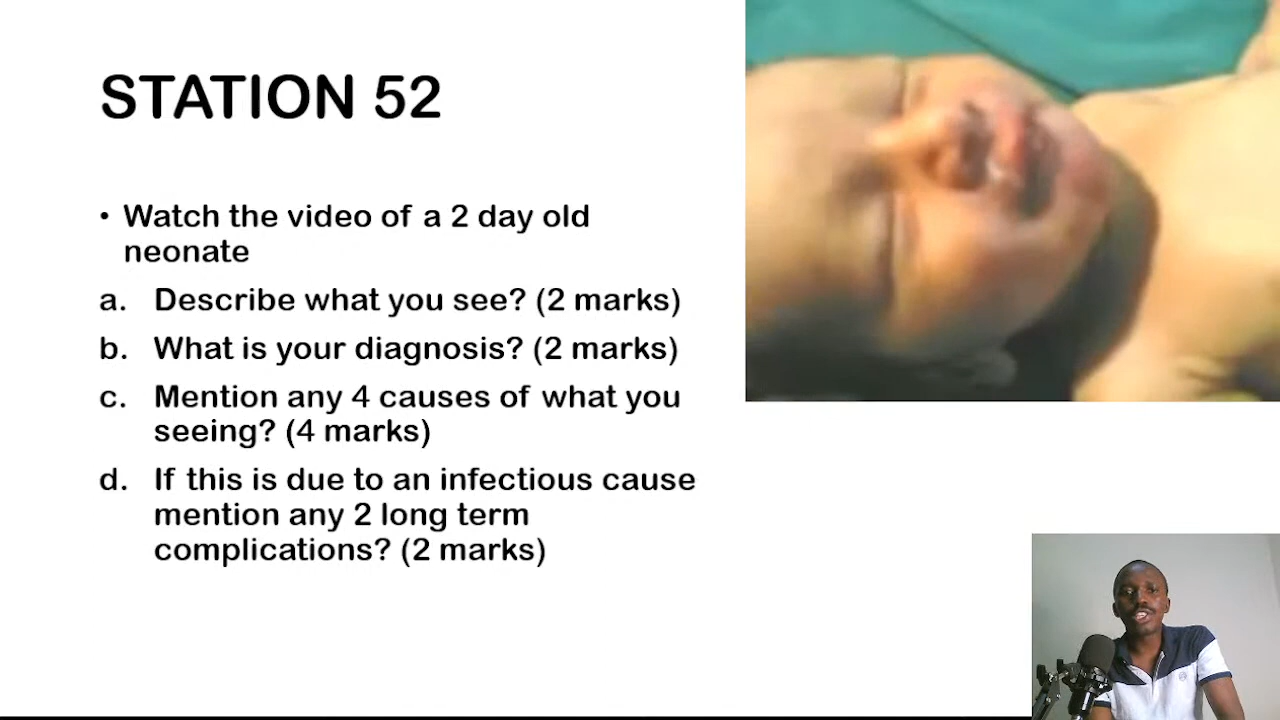 STATION 52
• Watch the video of a 2 day old
neonate
a. Describe what you see? (2 marks)
b. What is your diagnosis? (2 marks)
c. Mention any 4 causes of what you
seeing? (4 marks)
d. If this is due to an infectious cause
mention any 2 long term
complications? (2 marks)